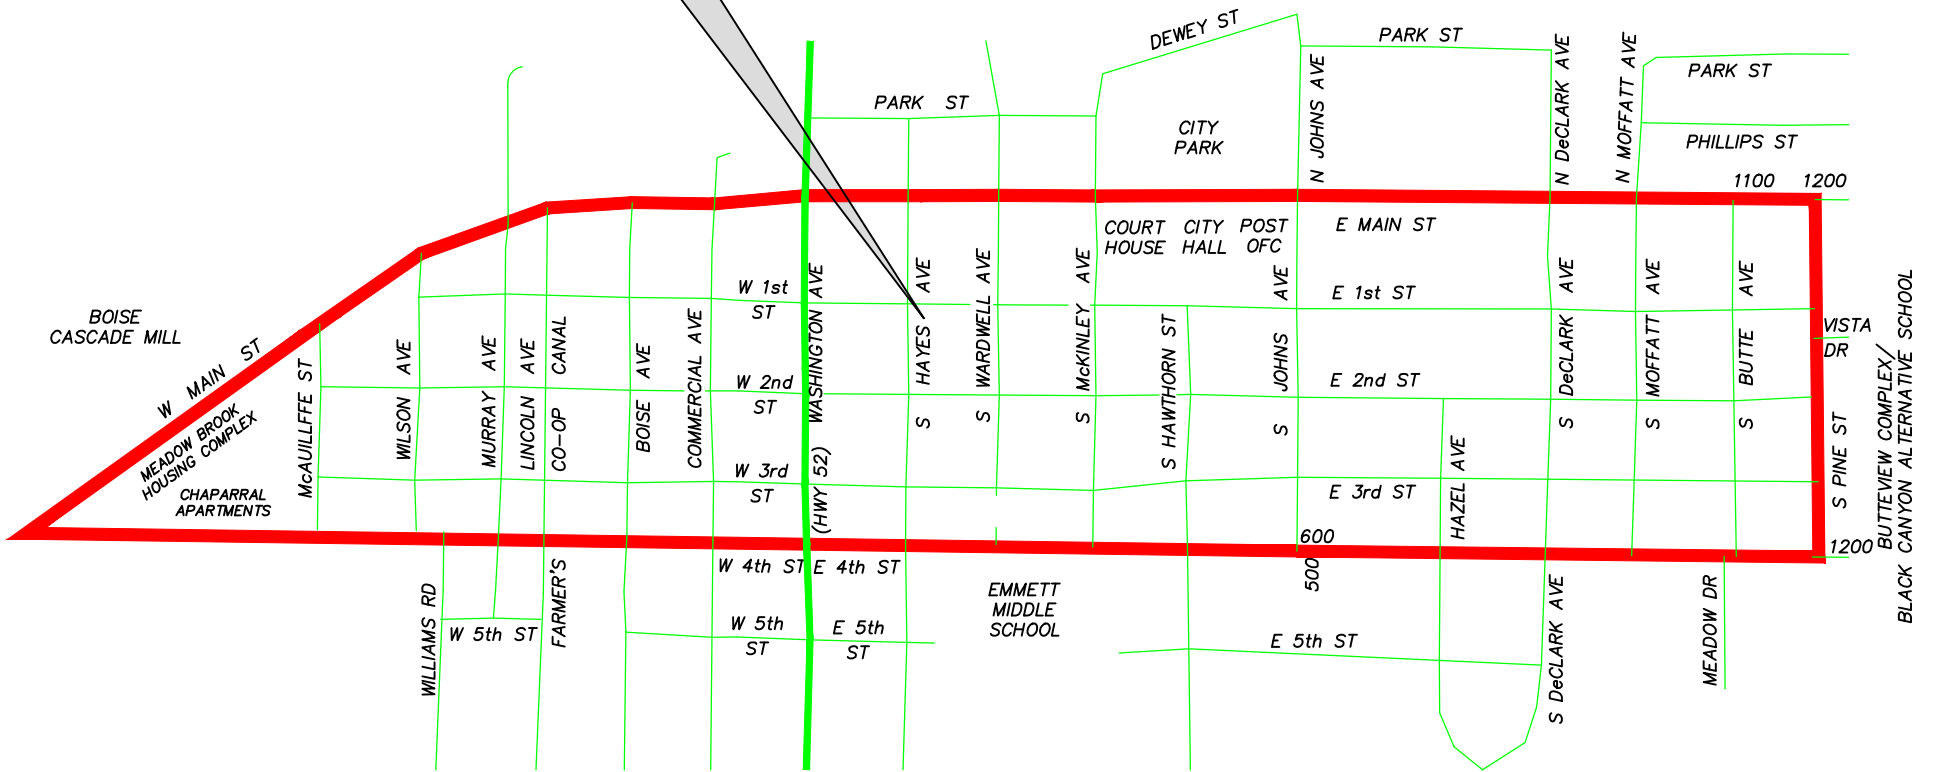 DEWEY ST
PARK ST
N JOHNS AVE
N DeCLARK AVE
N MOFFATT AVE
PARK ST
PARK ST
CITY
PARK
PHILLIPS ST
1100
1200
COURT CITY POST
HOUSE HALL OFC
E MAIN ST
BOISE
CASCADE MILL
W MAIN ST
MEADOW BROOK
HOUSING COMPLEX
CHAPARRAL
APARTMENTS
McAUILLFFE ST
WILSON AVE
MURRAY AVE
LINCOLN AVE
FARMER'S CO-OP CANAL
BOISE AVE
COMMERCIAL AVE
W 1st
ST
W 2nd
ST
W 3rd
ST
WASHINGTON AVE
(HWY 52)
S HAYES AVE
S WARDWELL AVE
S McKINLEY AVE
S HAWTHORN ST
S JOHNS AVE
E 1st ST
E 2nd ST
E 3rd ST
HAZEL AVE
S DeCLARK AVE
S MOFFATT AVE
S BUTTE AVE
VISTA
DR
S PINE ST
BUTTEVIEW COMPLEX/
BLACK CANYON ALTERNATIVE SCHOOL
600
500
1200
W 4th ST
E 4th ST
EMMETT
MIDDLE
SCHOOL
WILLIAMS RD
W 5th ST
W 5th
ST
E 5th
ST
E 5th ST
S DeCLARK AVE
MEADOW DR